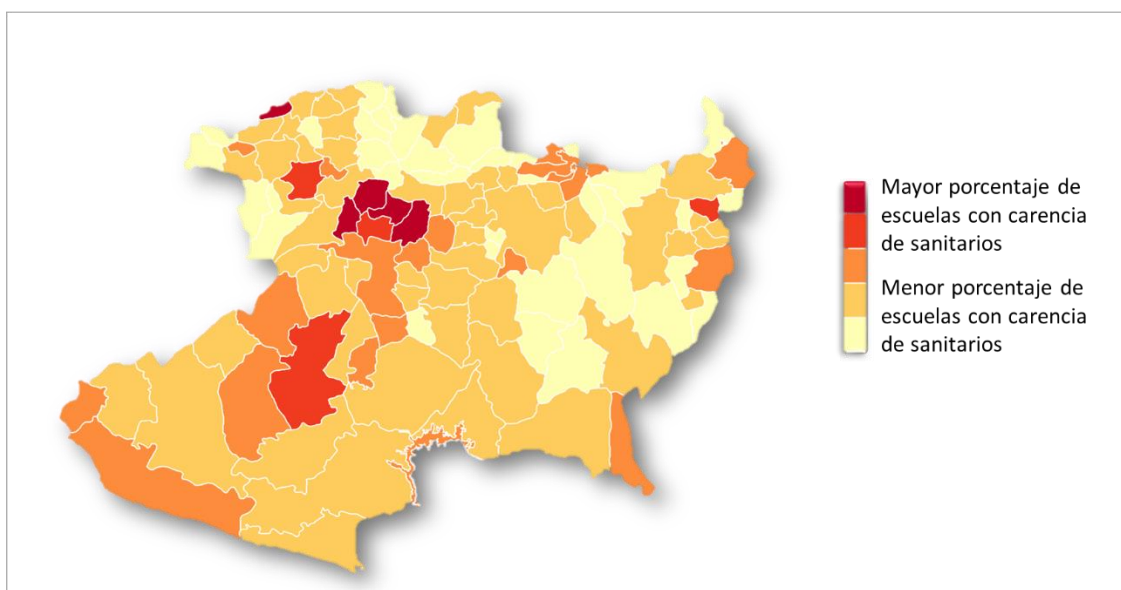 Mayor porcentaje de
escuelas con carencia
de sanitarios
Menor porcentaje de
escuelas con carencia
de sanitarios